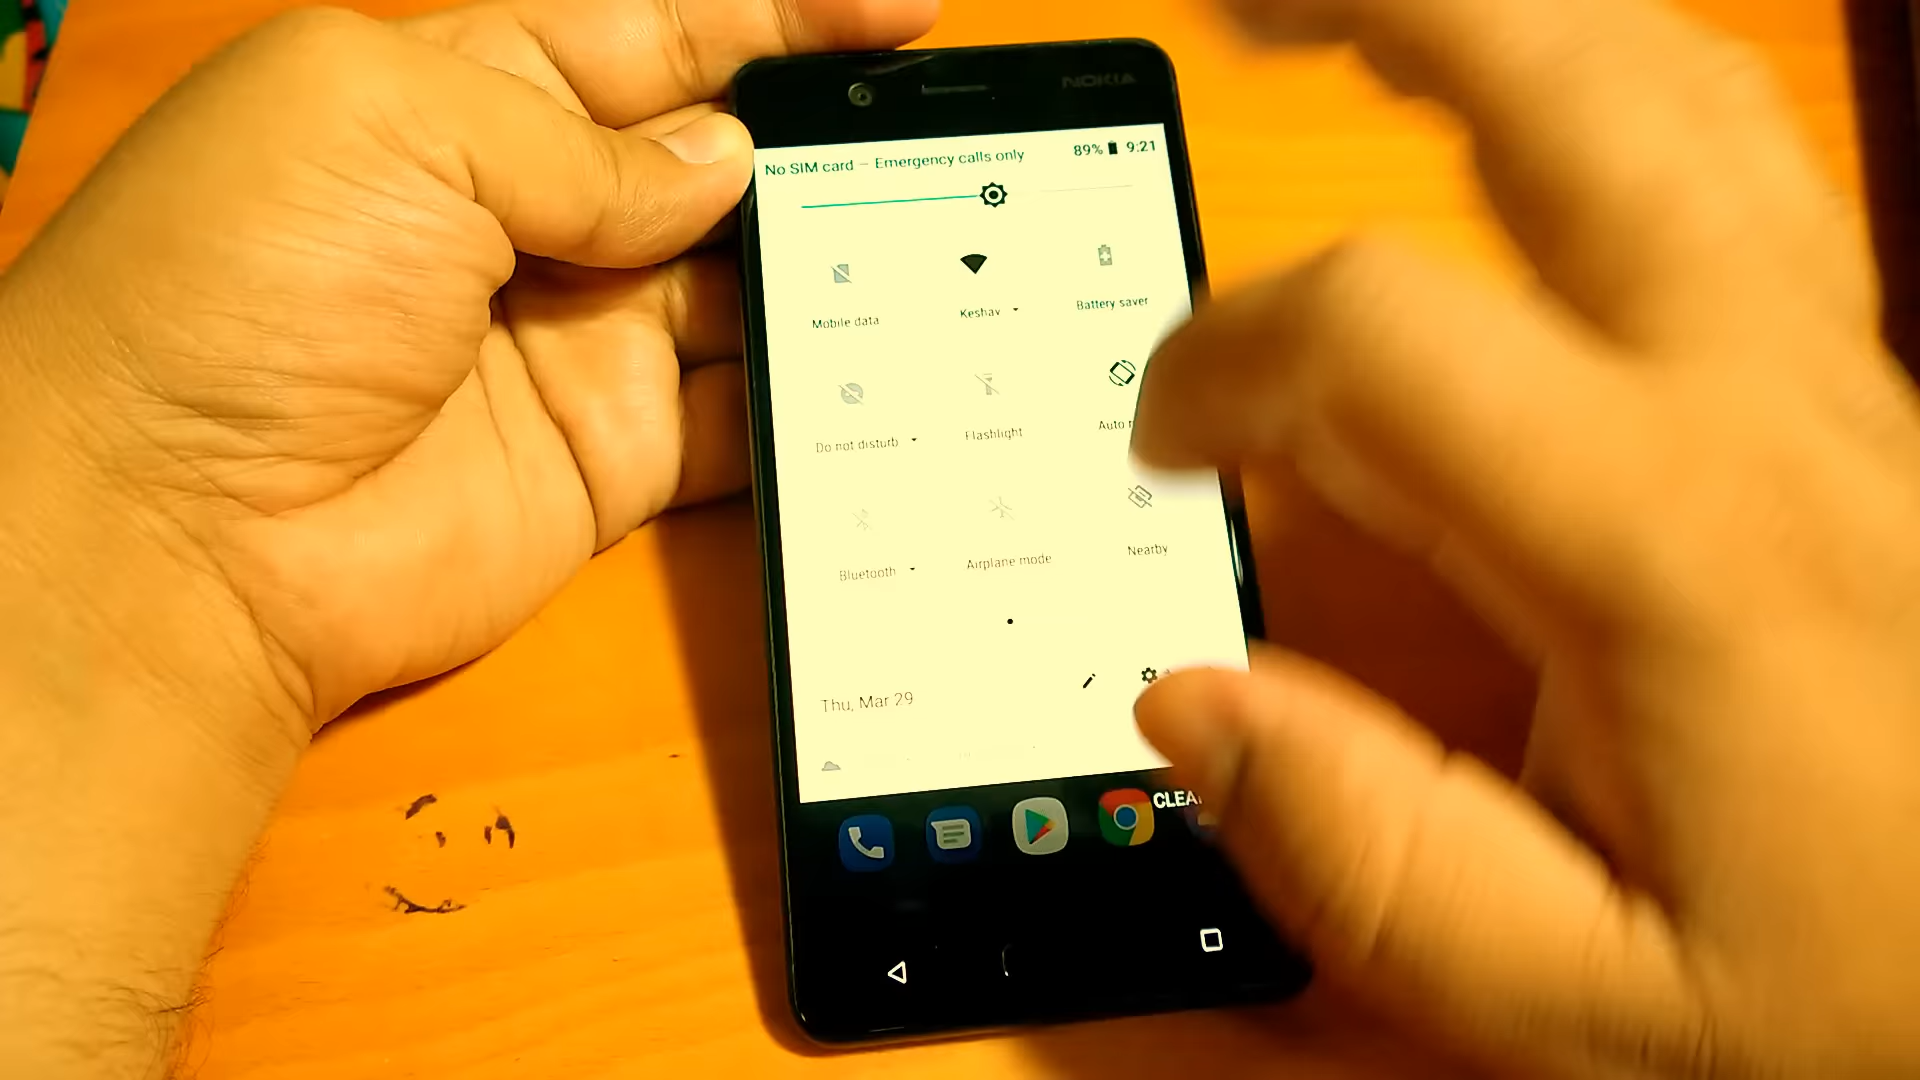 NOKIA
No SIM card – Emergency calls only 89% 9:21
Mobile data Keshav Battery saver
Do not disturb Flashlight Auto
Bluetooth Airplane mode Nearby
Thu, Mar 29